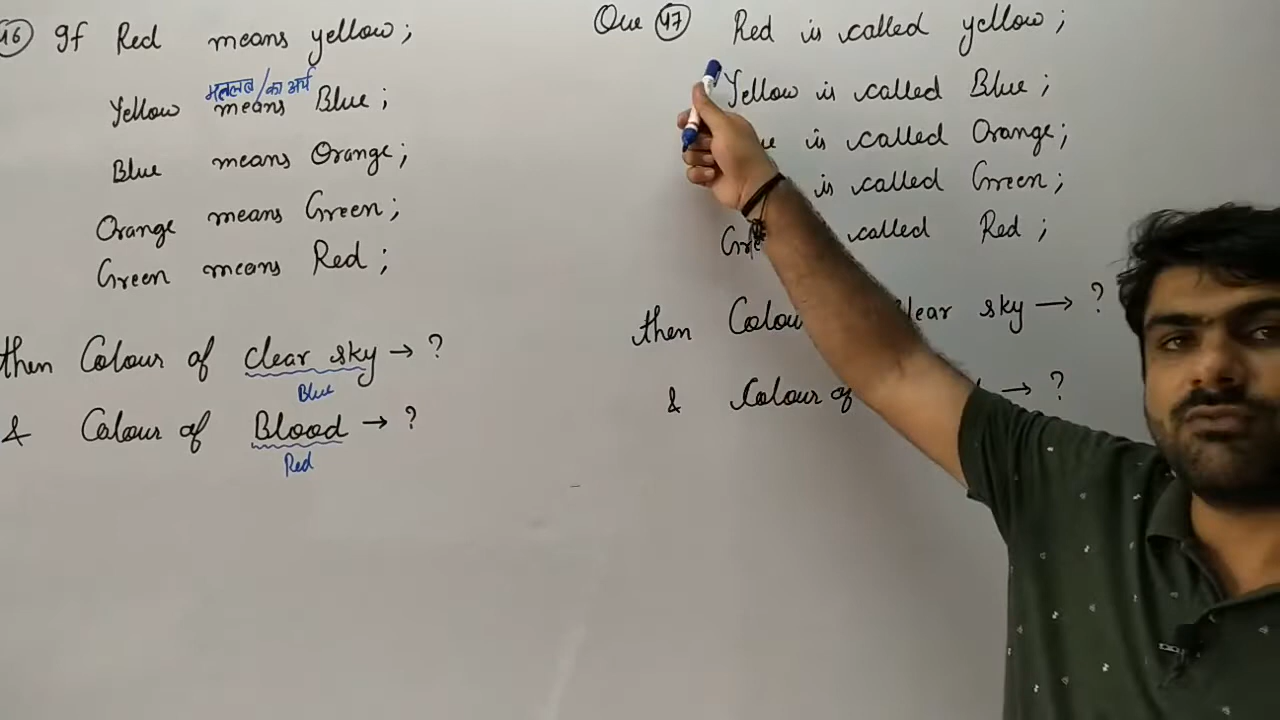 46 If Red means yellow ;
मतलब / का अर्थ
Yellow means Blue ;
Blue means Orange ;
Orange means Green ;
Green means Red ;
then Colour of clear sky → ?
Blue
& Colour of Blood → ?
Red
Que 47 Red is called yellow ;
Yellow is called Blue ;
is called Orange ;
is called Green ;
called Red ;
then sky → ?
& Colour of → ?